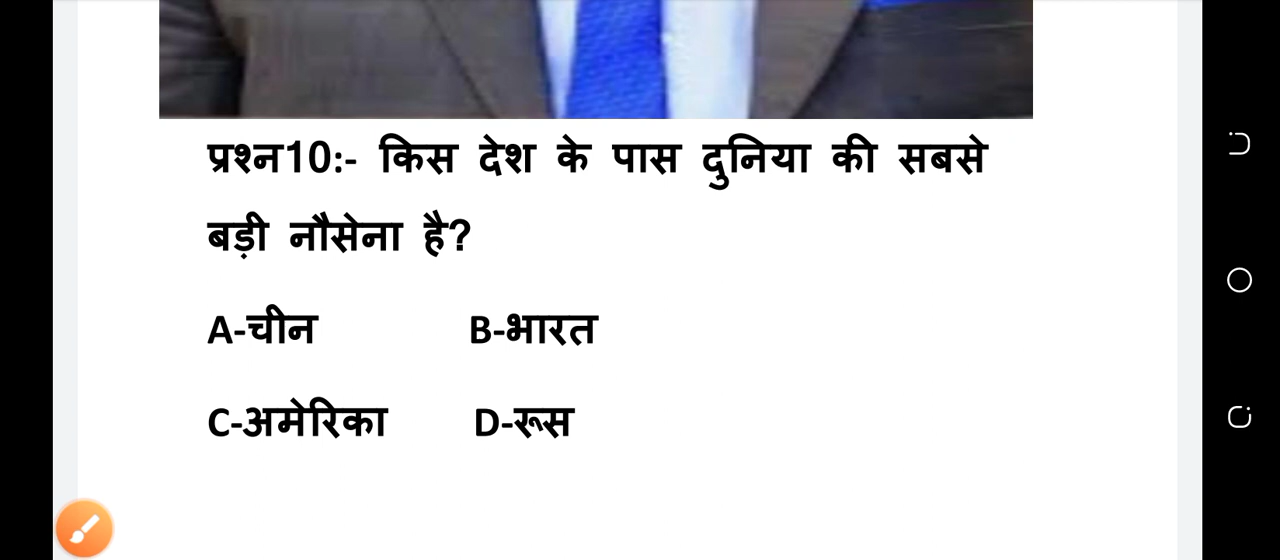 प्रश्न10:- किस देश के पास दुनिया की सबसे
बड़ी नौसेना है?
A-चीन B-भारत
C-अमेरिका D-रूस